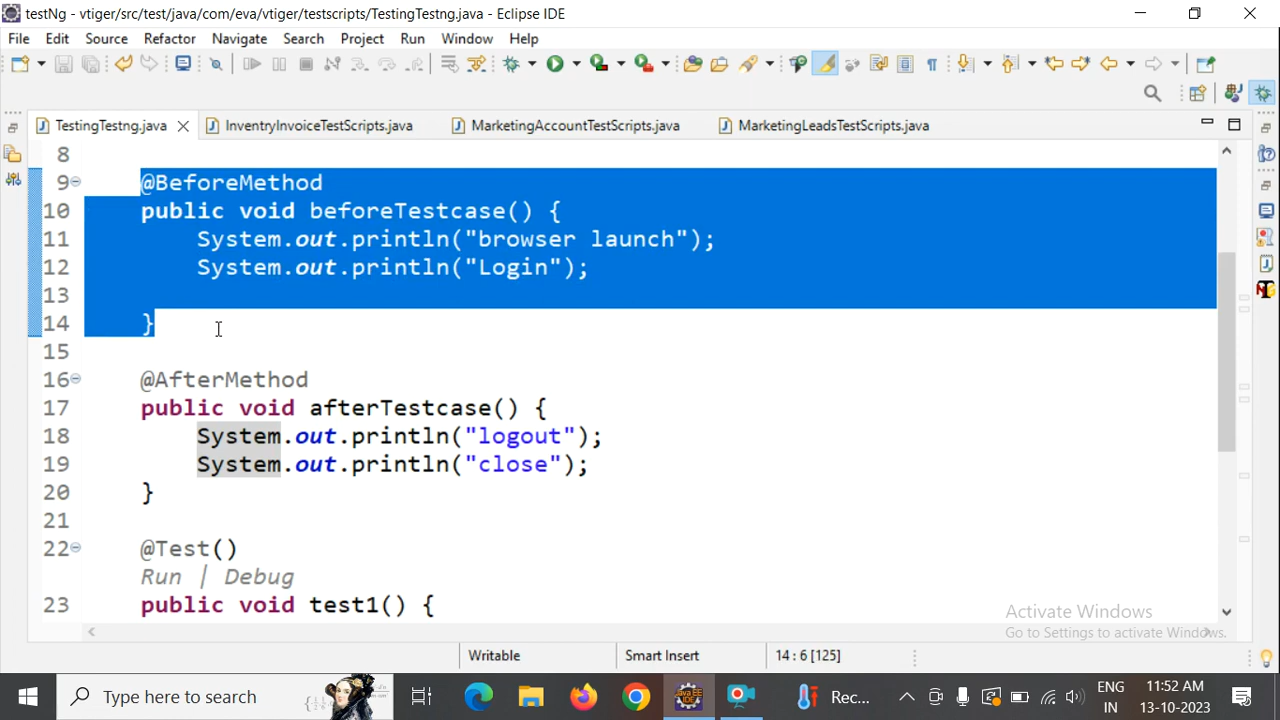 testNg - vtiger/src/test/java/com/eva/vtiger/testscripts/TestingTestng.java - Eclipse IDE
File Edit Source Refactor Navigate Search Project Run Window Help
TestingTestng.java InventryInvoiceTestScripts.java MarketingAccountTestScripts.java MarketingLeadsTestScripts.java
8
9 @BeforeMethod
10 public void beforeTestcase() {
11 System.out.println("browser launch");
12 System.out.println("Login");
13
14 }
15
16 @AfterMethod
17 public void afterTestcase() {
18 System.out.println("logout");
19 System.out.println("close");
20 }
21
22 @Test()
Run | Debug
23 public void test1() {
Activate Windows
Go to Settings to activate Windows.
Writable Smart Insert 14 : 6 [125]
Type here to search
Rec...
ENG
IN
11:52 AM
13-10-2023